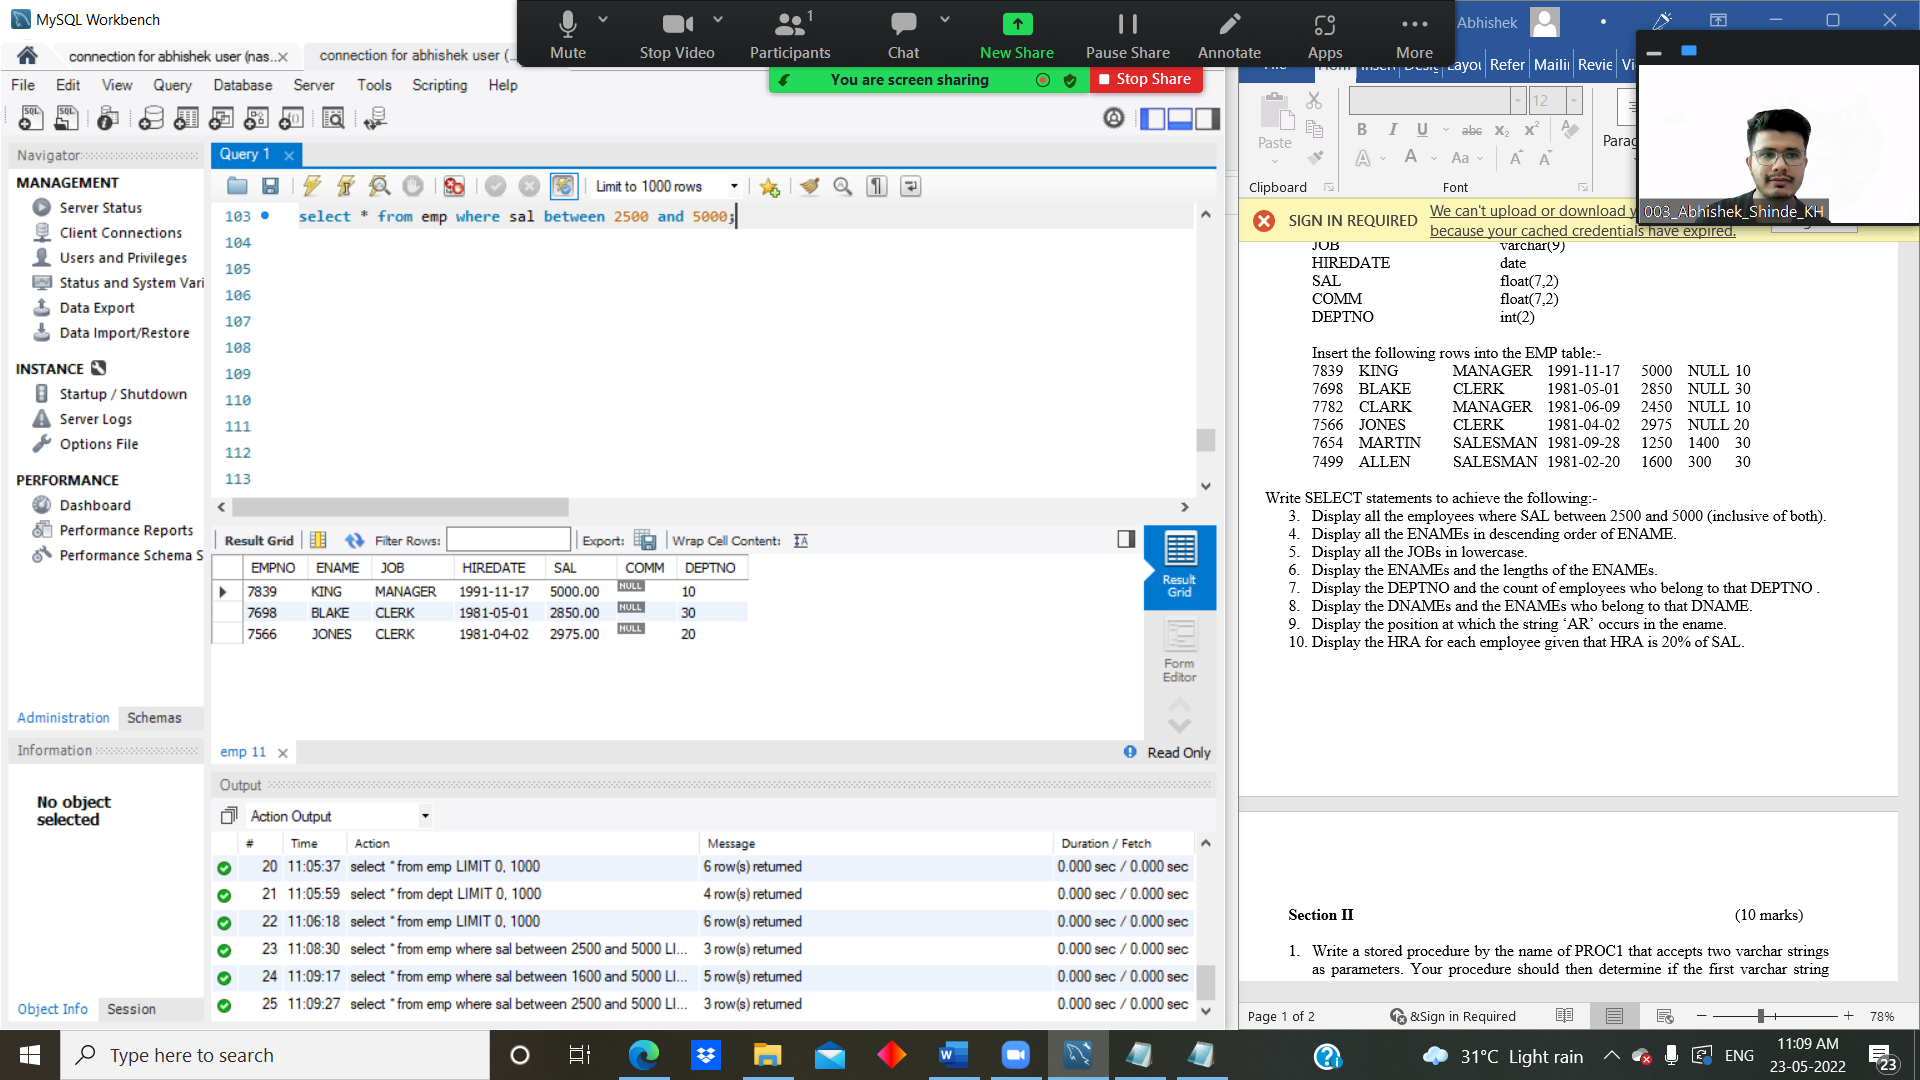 MySQL Workbench
connection for abhishek user (nas...
connection for abhishek user (...
File Edit View Query Database Server Tools Scripting Help
Mute
Stop Video
1
Participants
Chat
New Share
Pause Share
Annotate
Apps
More
You are screen sharing
Stop Share
Navigator
MANAGEMENT
Server Status
Client Connections
Users and Privileges
Status and System Vari
Data Export
Data Import/Restore
INSTANCE
Startup / Shutdown
Server Logs
Options File
PERFORMANCE
Dashboard
Performance Reports
Performance Schema S
Administration Schemas
Information
No object
selected
Object Info Session
Query 1
Limit to 1000 rows
103 select * from emp where sal between 2500 and 5000;
104
105
106
107
108
109
110
111
112
113
Result Grid Filter Rows: Export: Wrap Cell Content:
EMPNO ENAME JOB HIREDATE SAL COMM DEPTNO
7839 KING MANAGER 1991-11-17 5000.00 NULL 10
7698 BLAKE CLERK 1981-05-01 2850.00 NULL 30
7566 JONES CLERK 1981-04-02 2975.00 NULL 20
Result
Grid
Form
Editor
emp 11
Read Only
Output
Action Output
# Time Action Message Duration / Fetch
20 11:05:37 select * from emp LIMIT 0, 1000 6 row(s) returned 0.000 sec / 0.000 sec
21 11:05:59 select * from dept LIMIT 0, 1000 4 row(s) returned 0.000 sec / 0.000 sec
22 11:06:18 select * from emp LIMIT 0, 1000 6 row(s) returned 0.000 sec / 0.000 sec
23 11:08:30 select * from emp where sal between 2500 and 5000 LI... 3 row(s) returned 0.000 sec / 0.000 sec
24 11:09:17 select * from emp where sal between 1600 and 5000 LI... 5 row(s) returned 0.000 sec / 0.000 sec
25 11:09:27 select * from emp where sal between 2500 and 5000 LI... 3 row(s) returned 0.000 sec / 0.000 sec
Abhishek
Refer Mailii Revie
Paste
Clipboard
12
Font
Parag
003_Abhishek_Shinde_KH
SIGN IN REQUIRED
We can't upload or download y
because your cached credentials have expired.
JOB varchar(9)
HIREDATE date
SAL float(7,2)
COMM float(7,2)
DEPTNO int(2)
Insert the following rows into the EMP table:-
7839 KING MANAGER 1991-11-17 5000 NULL 10
7698 BLAKE CLERK 1981-05-01 2850 NULL 30
7782 CLARK MANAGER 1981-06-09 2450 NULL 10
7566 JONES CLERK 1981-04-02 2975 NULL 20
7654 MARTIN SALESMAN 1981-09-28 1250 1400 30
7499 ALLEN SALESMAN 1981-02-20 1600 300 30
Write SELECT statements to achieve the following:-
3. Display all the employees where SAL between 2500 and 5000 (inclusive of both).
4. Display all the ENAMEs in descending order of ENAME.
5. Display all the JOBs in lowercase.
6. Display the ENAMEs and the lengths of the ENAMEs.
7. Display the DEPTNO and the count of employees who belong to that DEPTNO .
8. Display the DNAMEs and the ENAMEs who belong to that DNAME.
9. Display the position at which the string ‘AR’ occurs in the ename.
10. Display the HRA for each employee given that HRA is 20% of SAL.
Section II (10 marks)
1. Write a stored procedure by the name of PROC1 that accepts two varchar strings
as parameters. Your procedure should then determine if the first varchar string
Page 1 of 2
&Sign in Required
78%
Type here to search
31°C Light rain
ENG
11:09 AM
23-05-2022
23